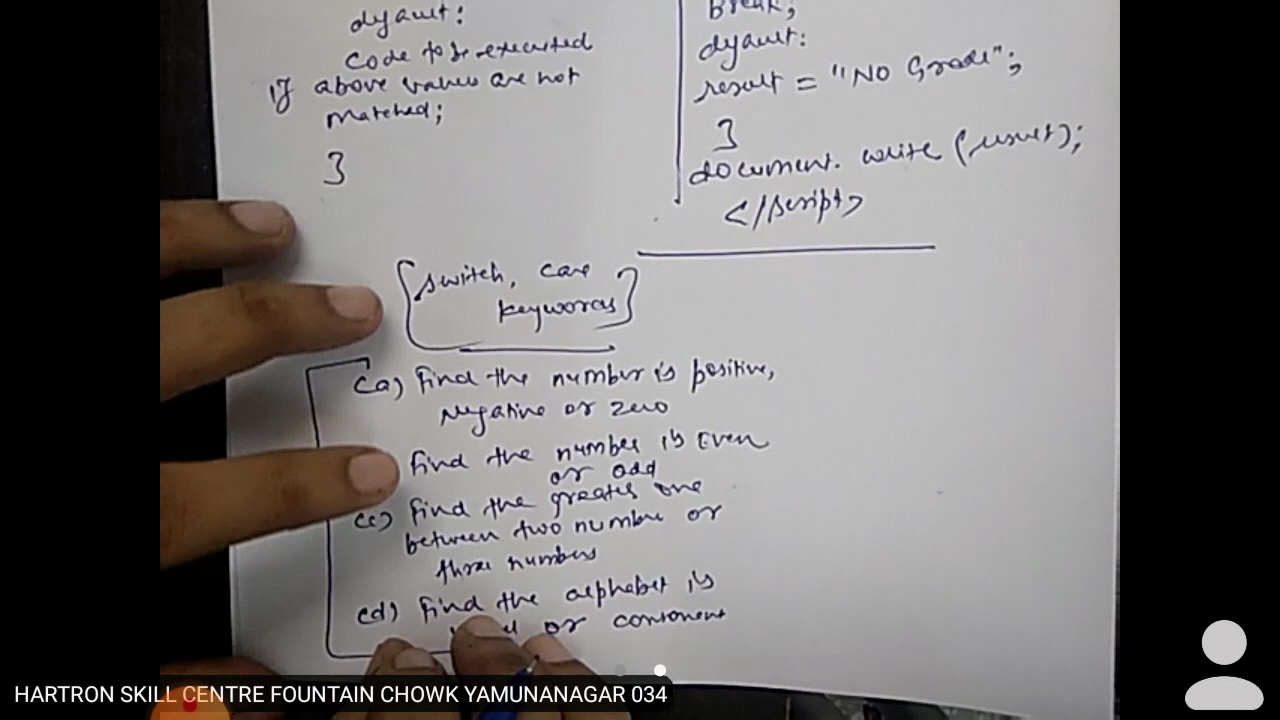 default:
code to be executed
if above values are not
matched;
}
break;
default:
result = "NO Grade";
}
document. write (result);
</script>
{switch, case
keywords}
(a) Find the number is positive,
negative or zero
Find the number is Even
or odd
(c) Find the greates one
between two number or
three numbers
(d) Find the alphabet is
or consonent
HARTRON SKILL CENTRE FOUNTAIN CHOWK YAMUNANAGAR 034